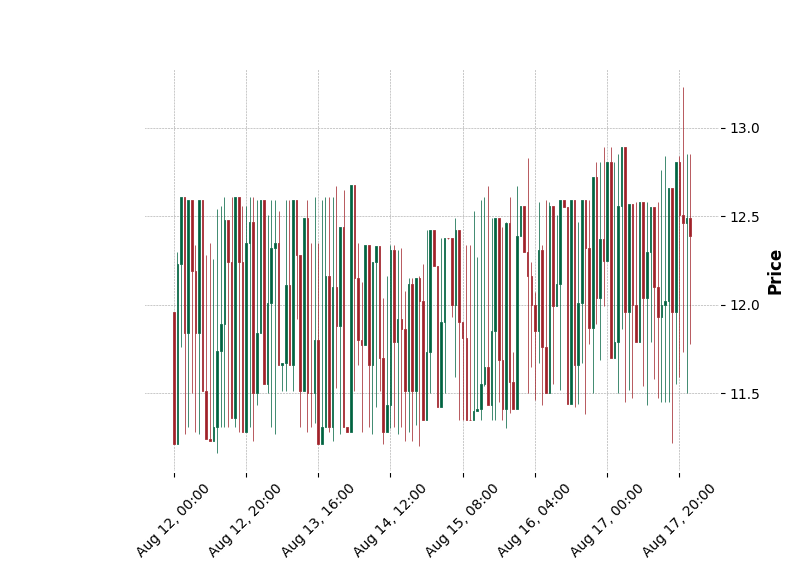 13.0
12.5
12.0
11.5
Price
Aug 12, 00:00
Aug 12, 20:00
Aug 13, 16:00
Aug 14, 12:00
Aug 15, 08:00
Aug 16, 04:00
Aug 17, 00:00
Aug 17, 20:00